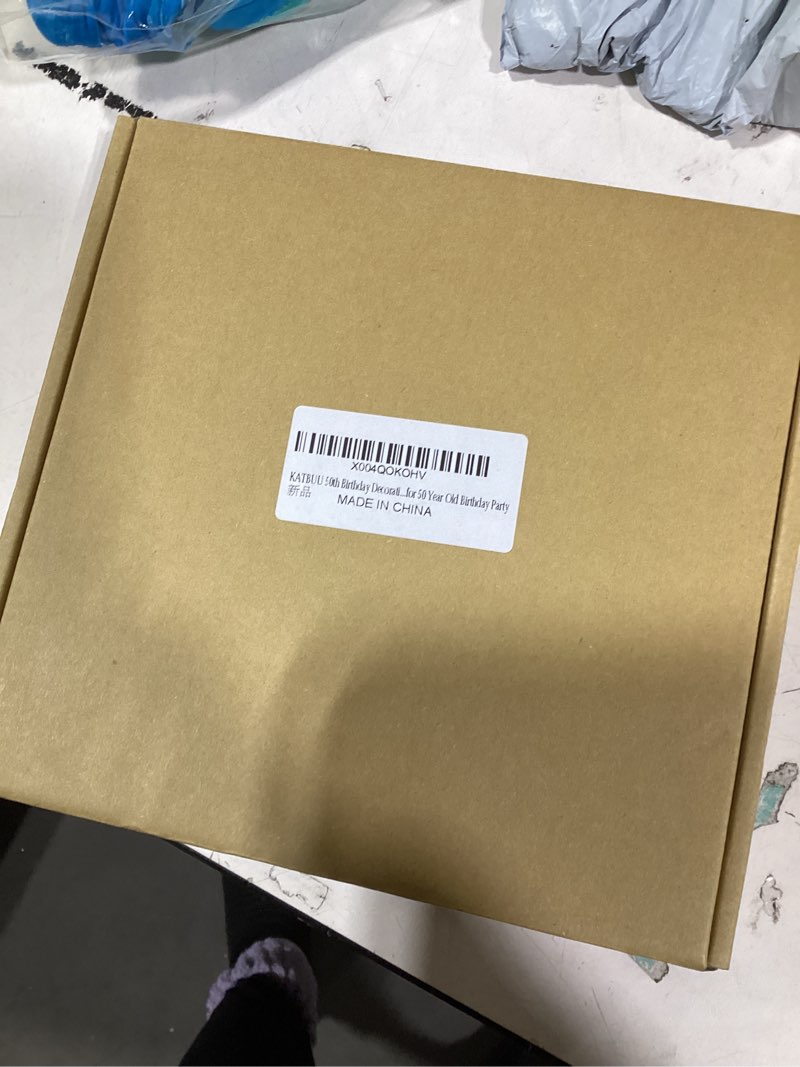 X004QOKOHV
KATBUU 50th Birthday Decorati...for 50 Year Old Birthday Party
新品
MADE IN CHINA